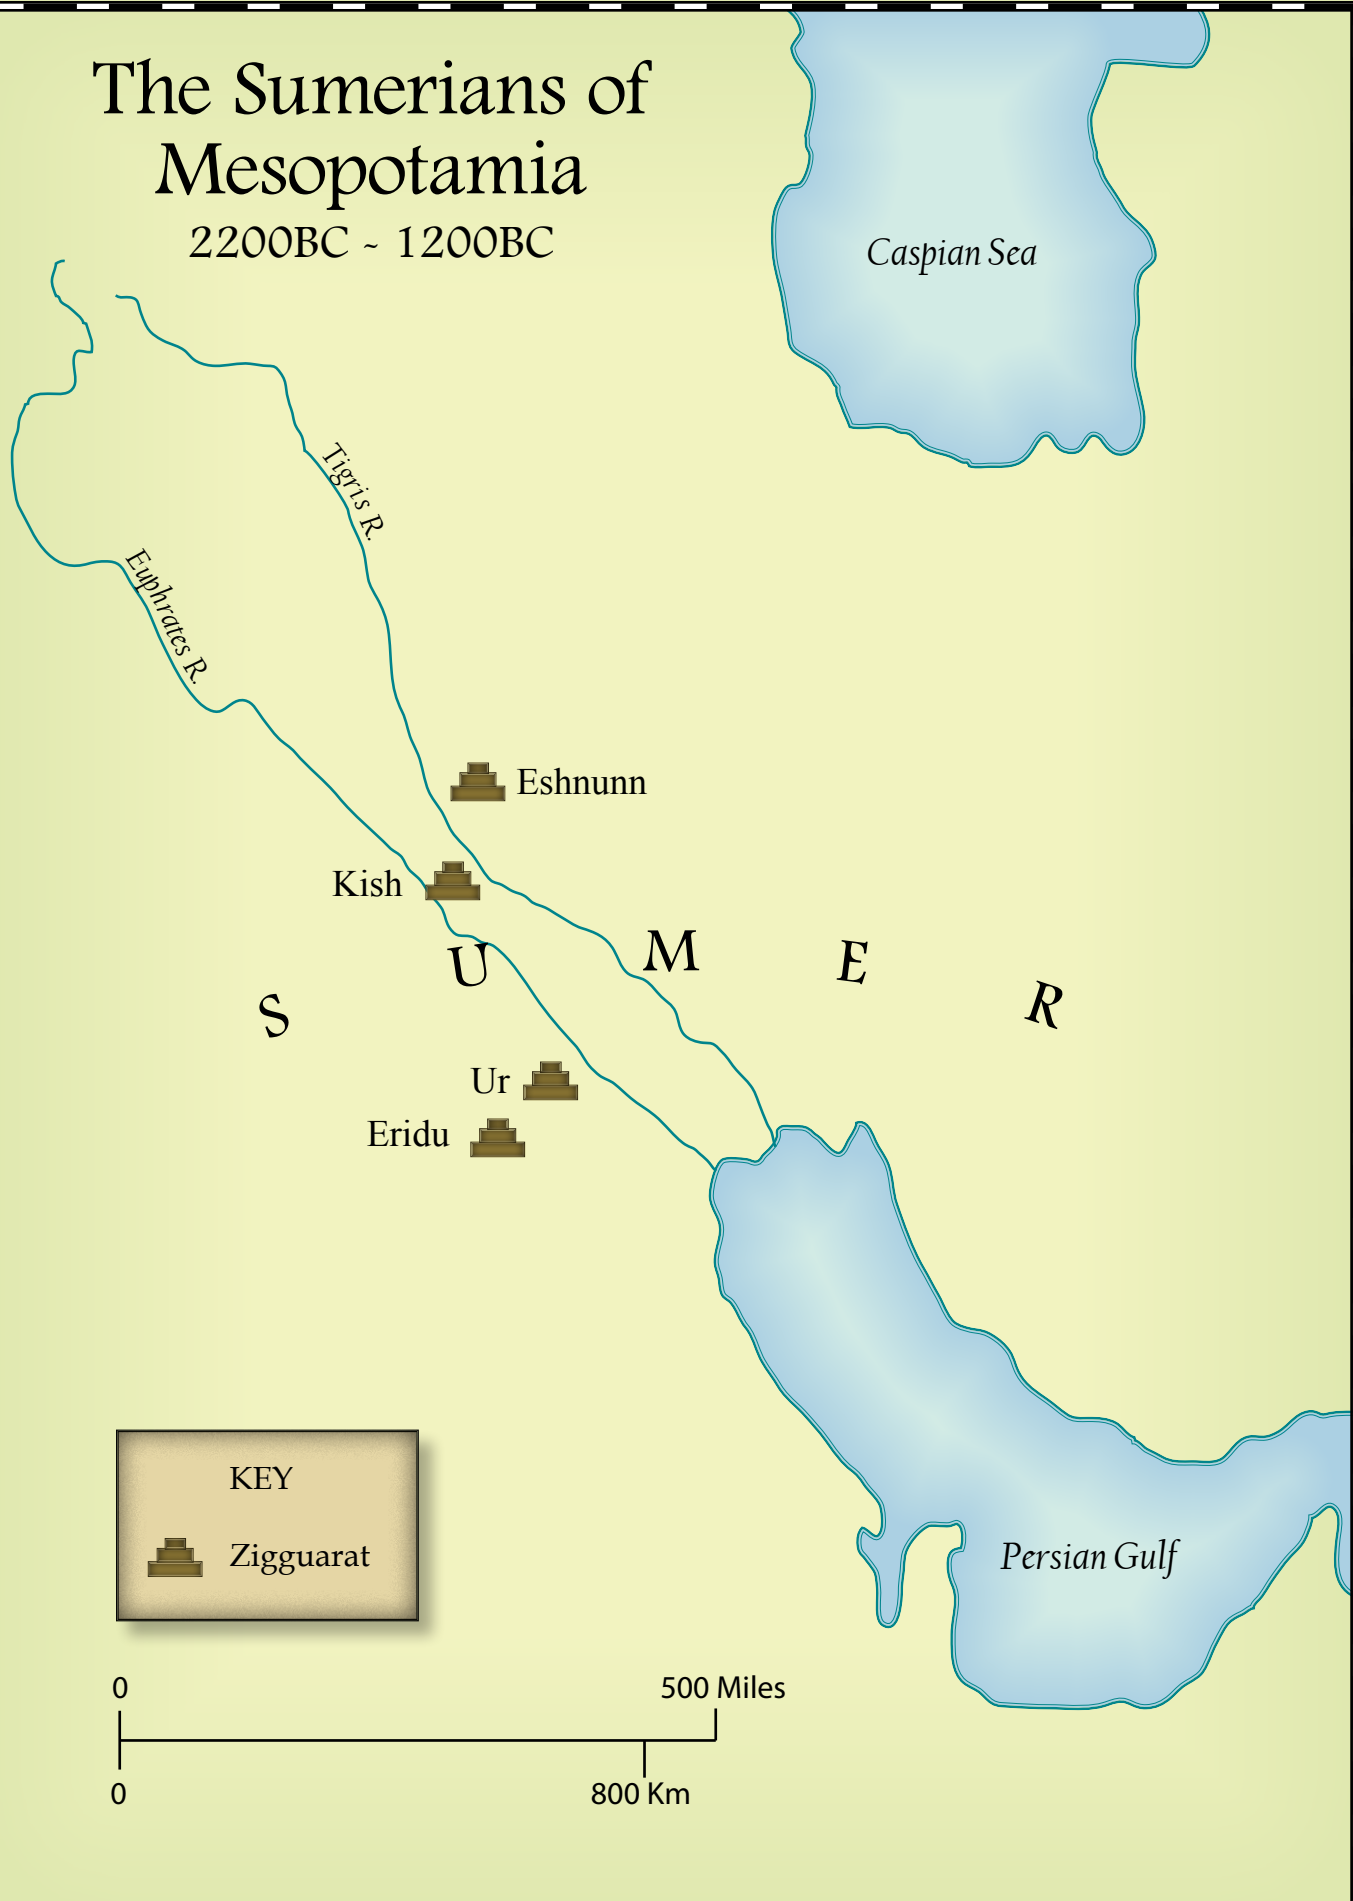 The Sumerians of
Mesopotamia
2200BC ~ 1200BC
Caspian Sea
Tigris R.
Euphrates R.
Eshnunn
Kish
S U M E R
Ur
Eridu
KEY
Zigguarat
Persian Gulf
0 500 Miles
0 800 Km